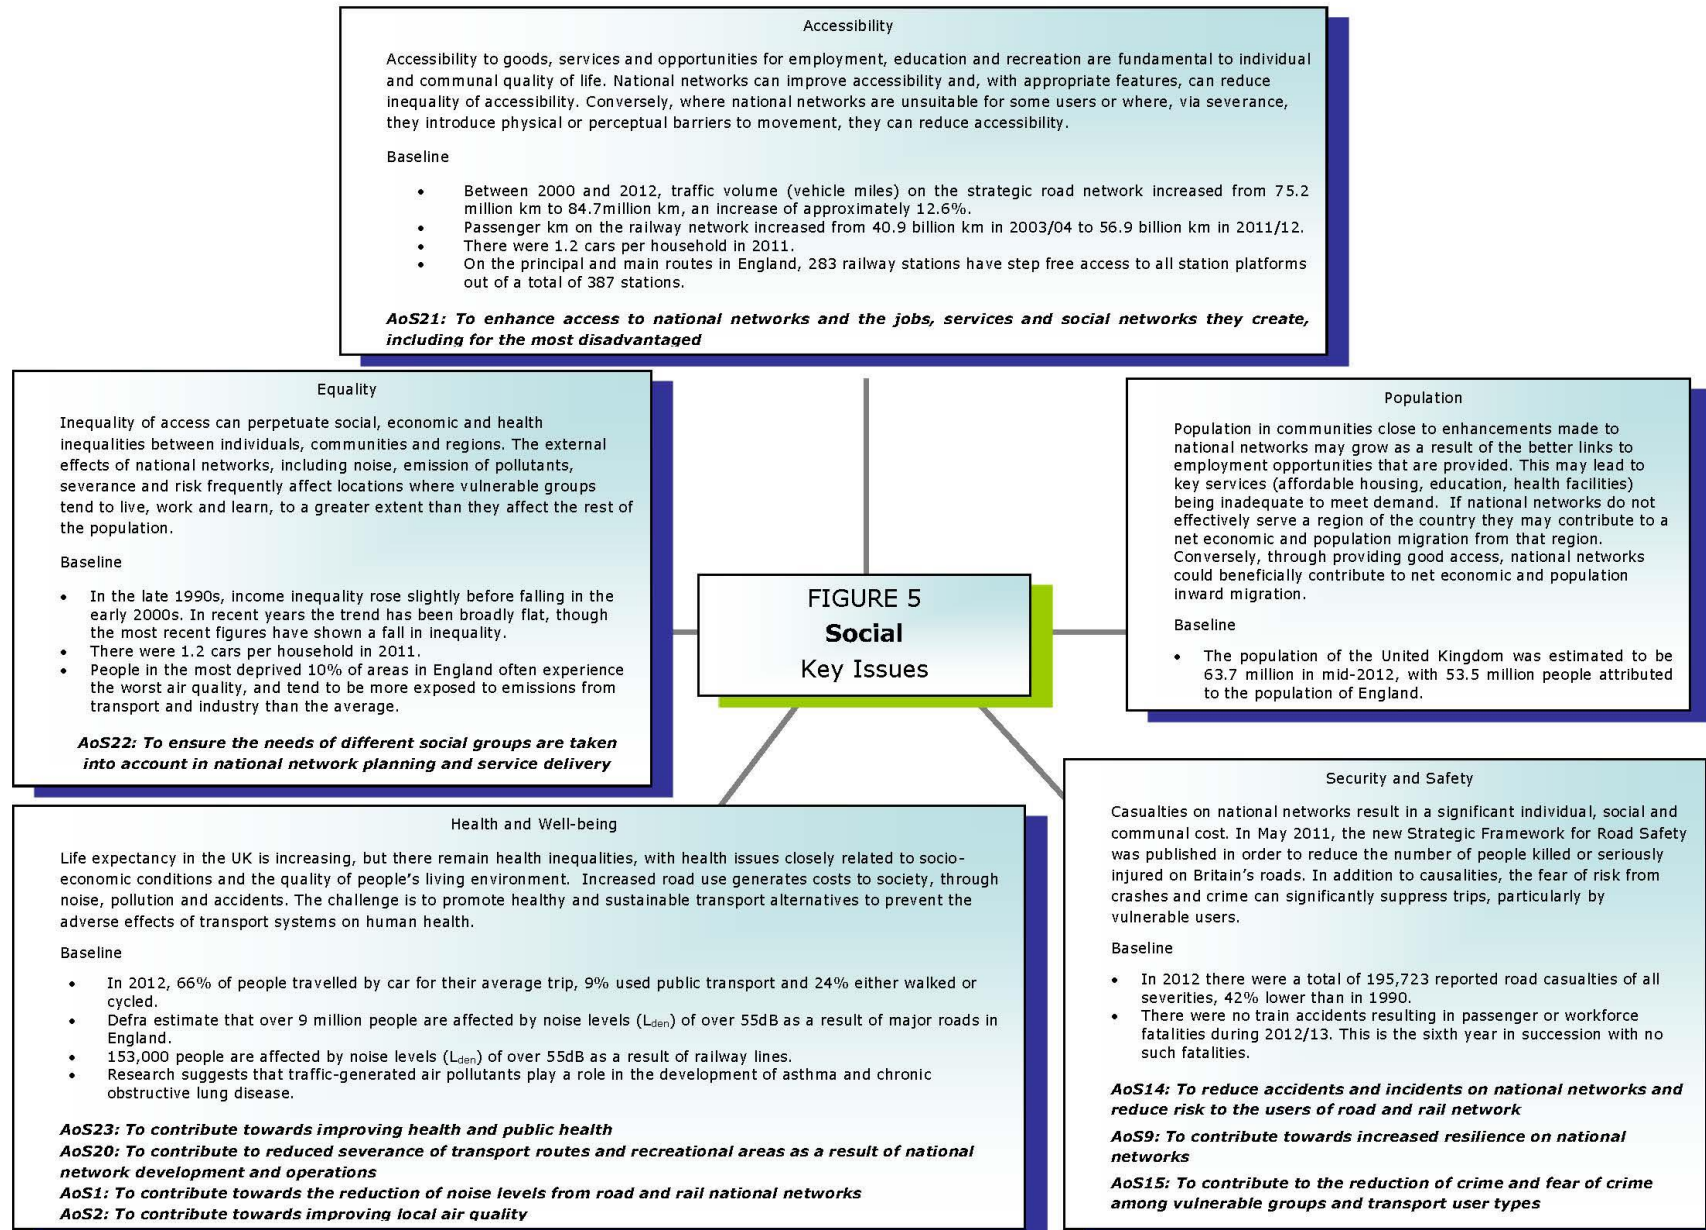 Accessibility
Accessibility to goods, services and opportunities for employment, education and recreation are fundamental to individual
and communal quality of life. National networks can improve accessibility and, with appropriate features, can reduce
inequality of accessibility. Conversely, where national networks are unsuitable for some users or where, via severance,
they introduce physical or perceptual barriers to movement, they can reduce accessibility.
Baseline
• Between 2000 and 2012, traffic volume (vehicle miles) on the strategic road network increased from 75.2
million km to 84.7million km, an increase of approximately 12.6%.
• Passenger km on the railway network increased from 40.9 billion km in 2003/04 to 56.9 billion km in 2011/12.
• There were 1.2 cars per household in 2011.
• On the principal and main routes in England, 283 railway stations have step free access to all station platforms
out of a total of 387 stations.
AoS21: To enhance access to national networks and the jobs, services and social networks they create,
including for the most disadvantaged
Equality
Inequality of access can perpetuate social, economic and health
inequalities between individuals, communities and regions. The external
effects of national networks, including noise, emission of pollutants,
severance and risk frequently affect locations where vulnerable groups
tend to live, work and learn, to a greater extent than they affect the rest of
the population.
Baseline
• In the late 1990s, income inequality rose slightly before falling in the
early 2000s. In recent years the trend has been broadly flat, though
the most recent figures have shown a fall in inequality.
• There were 1.2 cars per household in 2011.
• People in the most deprived 10% of areas in England often experience
the worst air quality, and tend to be more exposed to emissions from
transport and industry than the average.
AoS22: To ensure the needs of different social groups are taken
into account in national network planning and service delivery
FIGURE 5
Social
Key Issues
Population
Population in communities close to enhancements made to
national networks may grow as a result of the better links to
employment opportunities that are provided. This may lead to
key services (affordable housing, education, health facilities)
being inadequate to meet demand. If national networks do not
effectively serve a region of the country they may contribute to a
net economic and population migration from that region.
Conversely, through providing good access, national networks
could beneficially contribute to net economic and population
inward migration.
Baseline
• The population of the United Kingdom was estimated to be
63.7 million in mid-2012, with 53.5 million people attributed
to the population of England.
Health and Well-being
Life expectancy in the UK is increasing, but there remain health inequalities, with health issues closely related to socio-
economic conditions and the quality of people's living environment. Increased road use generates costs to society, through
noise, pollution and accidents. The challenge is to promote healthy and sustainable transport alternatives to prevent the
adverse effects of transport systems on human health.
Baseline
• In 2012, 66% of people travelled by car for their average trip, 9% used public transport and 24% either walked or
cycled.
• Defra estimate that over 9 million people are affected by noise levels (Lden) of over 55dB as a result of major roads in
England.
• 153,000 people are affected by noise levels (Lden) of over 55dB as a result of railway lines.
• Research suggests that traffic-generated air pollutants play a role in the development of asthma and chronic
obstructive lung disease.
AoS23: To contribute towards improving health and public health
AoS20: To contribute to reduced severance of transport routes and recreational areas as a result of national
network development and operations
AoS1: To contribute towards the reduction of noise levels from road and rail national networks
AoS2: To contribute towards improving local air quality
Security and Safety
Casualties on national networks result in a significant individual, social and
communal cost. In May 2011, the new Strategic Framework for Road Safety
was published in order to reduce the number of people killed or seriously
injured on Britain's roads. In addition to causalities, the fear of risk from
crashes and crime can significantly suppress trips, particularly by
vulnerable users.
Baseline
• In 2012 there were a total of 195,723 reported road casualties of all
severities, 42% lower than in 1990.
• There were no train accidents resulting in passenger or workforce
fatalities during 2012/13. This is the sixth year in succession with no
such fatalities.
AoS14: To reduce accidents and incidents on national networks and
reduce risk to the users of road and rail network
AoS9: To contribute towards increased resilience on national
networks
AoS15: To contribute to the reduction of crime and fear of crime
among vulnerable groups and transport user types